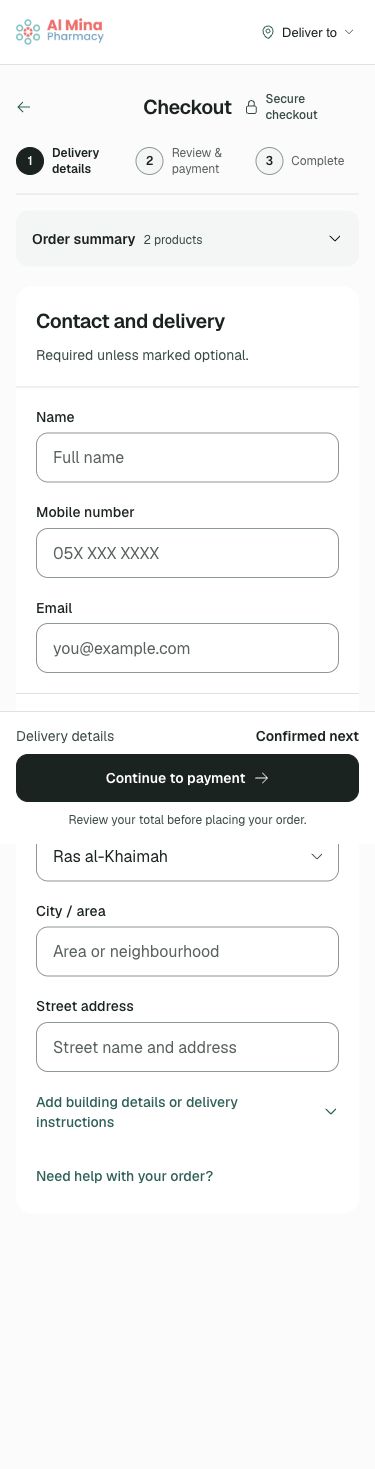 Al Mina
Pharmacy
Deliver to
Checkout
Secure
checkout
1
Delivery
details
2
Review &
payment
3
Complete
Order summary 2 products
Contact and delivery
Required unless marked optional.
Name
Full name
Mobile number
05X XXX XXXX
Email
you@example.com
Delivery details
Confirmed next
Continue to payment
Review your total before placing your order.
Ras al-Khaimah
City / area
Area or neighbourhood
Street address
Street name and address
Add building details or delivery
instructions
Need help with your order?